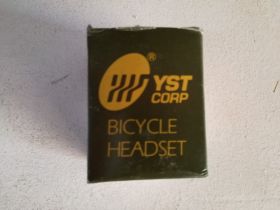 ®
YST
CORP
BICYCLE
HEADSET